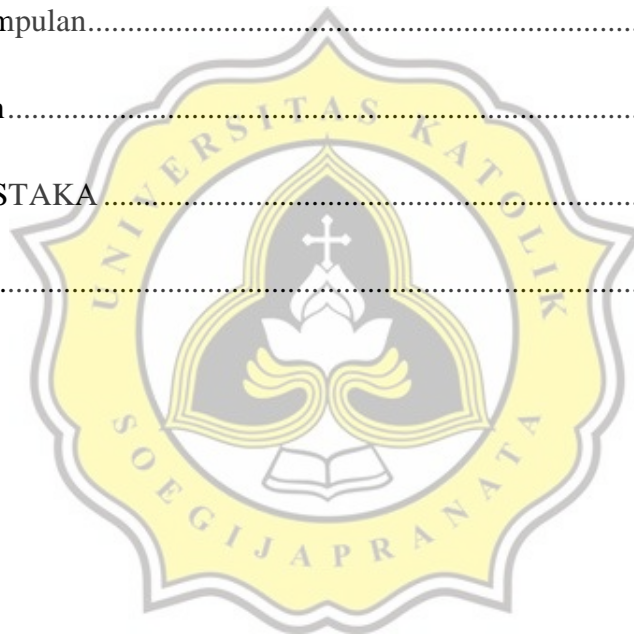 mpulan..........................................................................
n.....................................................................................
STAKA.......................................................................
.......................................................................................
UNIVERSITAS KATOLIK
SOEGIJAPRANATA